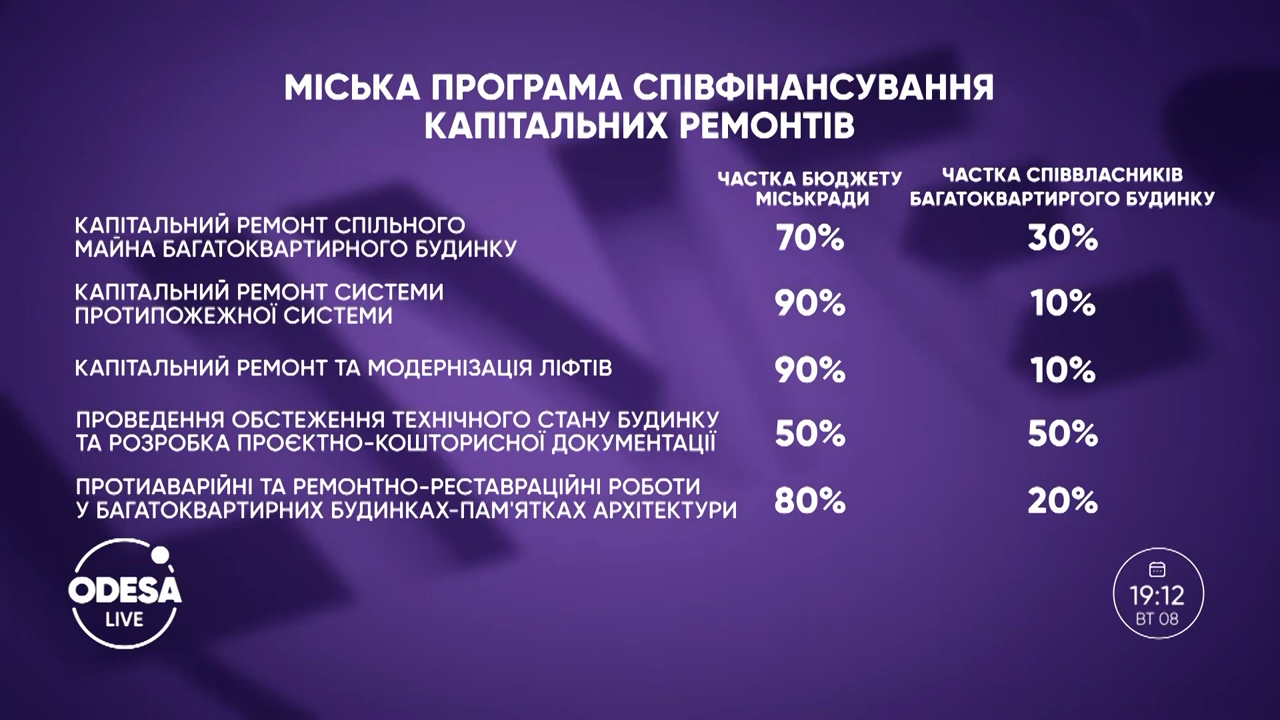 МІСЬКА ПРОГРАМА СПІВФІНАНСУВАННЯ
КАПІТАЛЬНИХ РЕМОНТІВ
ЧАСТКА БЮДЖЕТУ
МІСЬКРАДИ
ЧАСТКА СПІВВЛАСНИКІВ
БАГАТОКВАРТИРГОГО БУДИНКУ
КАПІТАЛЬНИЙ РЕМОНТ СПІЛЬНОГО
МАЙНА БАГАТОКВАРТИРНОГО БУДИНКУ
70%
30%
КАПІТАЛЬНИЙ РЕМОНТ СИСТЕМИ
ПРОТИПОЖЕЖНОЇ СИСТЕМИ
90%
10%
КАПІТАЛЬНИЙ РЕМОНТ ТА МОДЕРНІЗАЦІЯ ЛІФТІВ
90%
10%
ПРОВЕДЕННЯ ОБСТЕЖЕННЯ ТЕХНІЧНОГО СТАНУ БУДИНКУ
ТА РОЗРОБКА ПРОЄКТНО-КОШТОРИСНОЇ ДОКУМЕНТАЦІЇ
50%
50%
ПРОТИАВАРІЙНІ ТА РЕМОНТНО-РЕСТАВРАЦІЙНІ РОБОТИ
У БАГАТОКВАРТИРНИХ БУДИНКАХ-ПАМ'ЯТКАХ АРХІТЕКТУРИ
80%
20%
ODESA
LIVE
19:12
ВТ 08